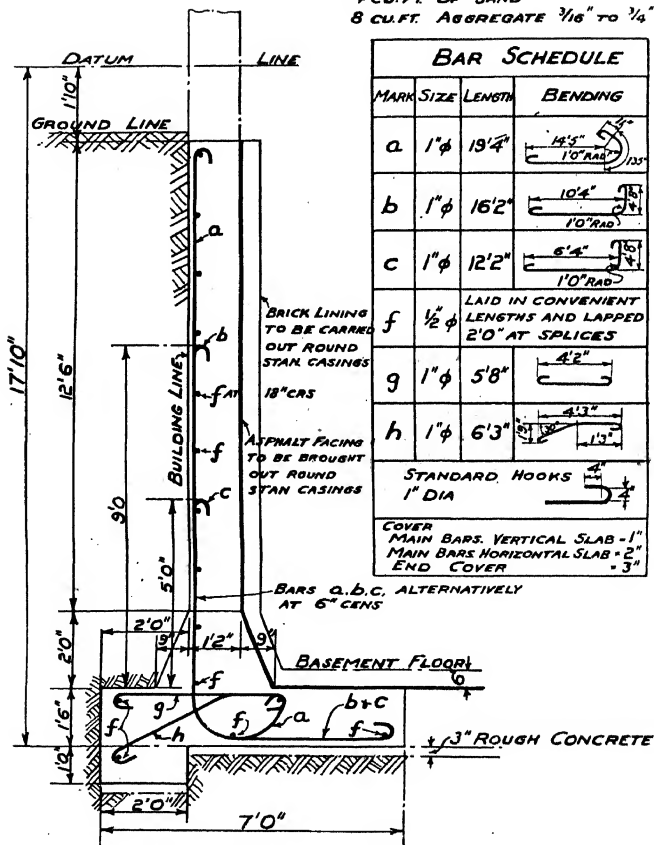 8 CU.FT. AGGREGATE 3/16" TO 3/4"
DATUM LINE
1'10"
GROUND LINE
17'10"
12'6"
9'0
5'0"
2'0"
1'6"
1'0"
BUILDING LINE
a
b
f AT 18"CRS
f
c
BRICK LINING
TO BE CARRIED
OUT ROUND
STAN CASINGS
ASPHALT FACING
TO BE BROUGHT
OUT ROUND
STAN CASINGS
BARS a.b.c. ALTERNATIVELY
AT 6" CENS
2'0"
9"
1'2"
9"
BASEMENT FLOOR
6"
f
g
a
b & c
f
h
f
f
3" ROUGH CONCRETE
2'0"
7'0"
BAR SCHEDULE
MARK SIZE LENGTH BENDING
a 1"φ 19'4" 14'5" 1'0"RAD 135°
b 1"φ 16'2" 10'4" 4'8" 1'0"RAD
c 1"φ 12'2" 6'4" 4'8" 1'0"RAD
f 1/2"φ LAID IN CONVENIENT
LENGTHS AND LAPPED
2'0" AT SPLICES
g 1"φ 5'8" 4'2"
h 1"φ 6'3" 4'3" 1'3"
STANDARD HOOKS
1" DIA 4" 4"
COVER
MAIN BARS. VERTICAL SLAB - 1"
MAIN BARS HORIZONTAL SLAB = 2"
END COVER = 3"